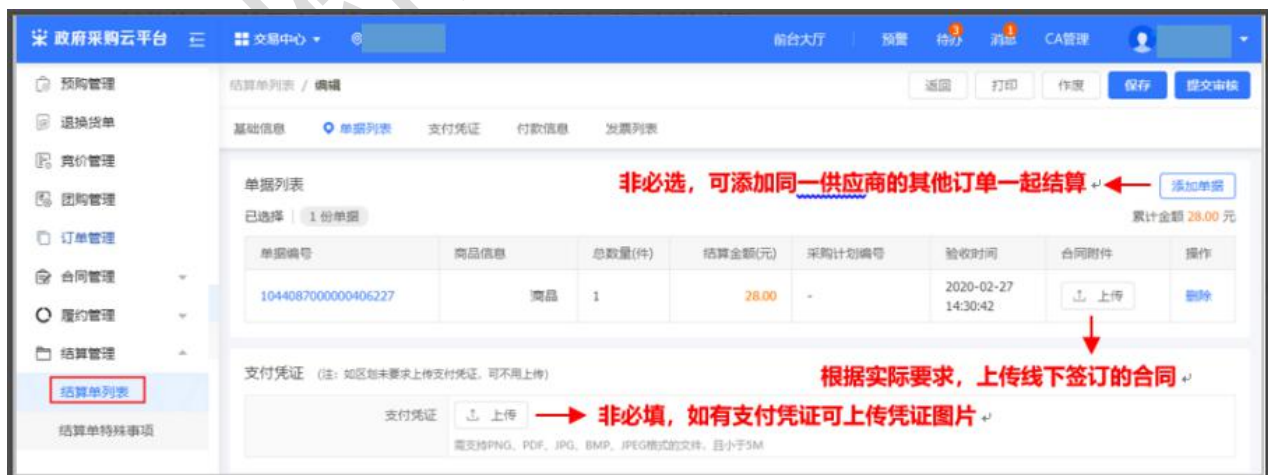 政府采购云平台 交易中心 前台大厅 预警 待办 3 消息 1 CA管理
预购管理
退换货单
竞价管理
团购管理
订单管理
合同管理
履约管理
结算管理
结算单列表
结算单特殊事项
结算单列表 / 编辑 返回 打印 作废 保存 提交审核
基础信息 单据列表 支付凭证 付款信息 发票列表
单据列表 非必选，可添加同一供应商的其他订单一起结算 添加单据
已选择 1 份单据 累计金额 28.00 元
单据编号 商品信息 总数量(件) 结算金额(元) 采购计划编号 验收时间 合同附件 操作
1044087000000406227 商品 1 28.00 - 2020-02-27 上传 删除
14:30:42
根据实际要求，上传线下签订的合同
支付凭证 (注：如区划未要求上传支付凭证，可不用上传)
支付凭证 上传 非必填，如有支付凭证可上传凭证图片
需支持PNG、PDF、JPG、BMP、JPEG格式的文件，且小于5M